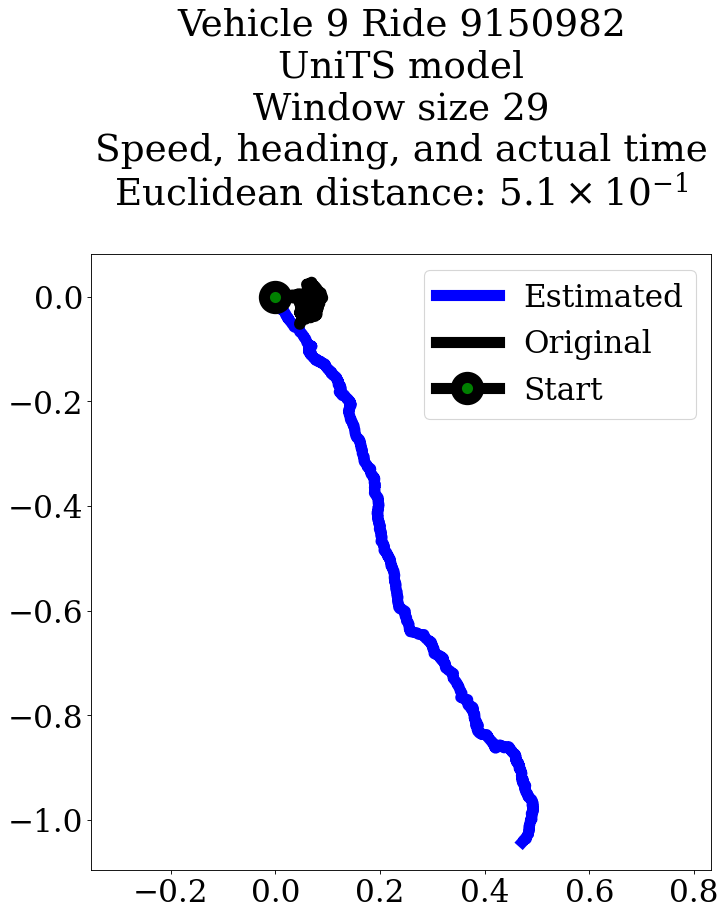 Vehicle 9 Ride 9150982
UniTS model
Window size 29
Speed, heading, and actual time
Euclidean distance: 5.1 × 10⁻¹
Estimated
Original
Start
0.0
−0.2
−0.4
−0.6
−0.8
−1.0
−0.2 0.0 0.2 0.4 0.6 0.8